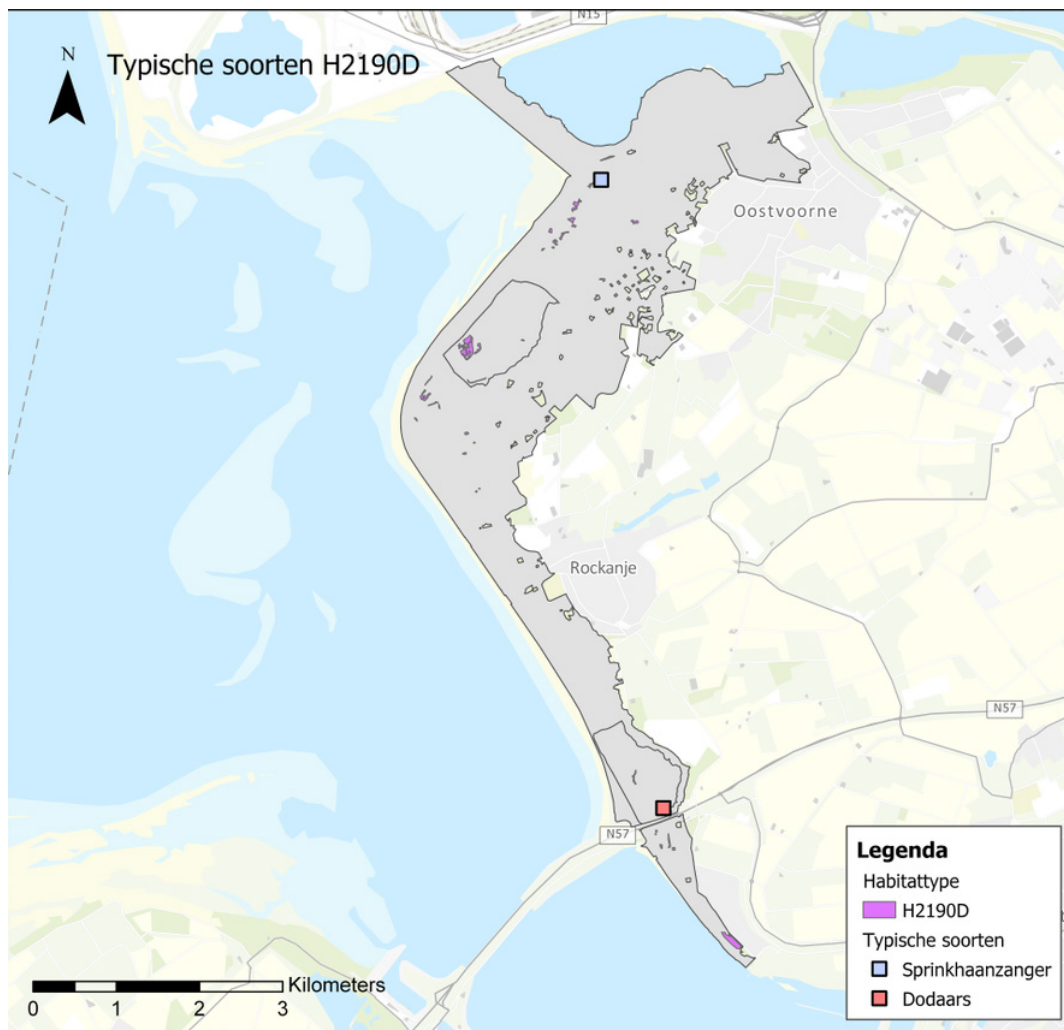 N15
N
Typische soorten H2190D
Oostvoorne
Rockanje
N57
N57
Legenda
Habitattype
H2190D
Typische soorten
Sprinkhaanzanger
Dodaars
Kilometers
0 1 2 3